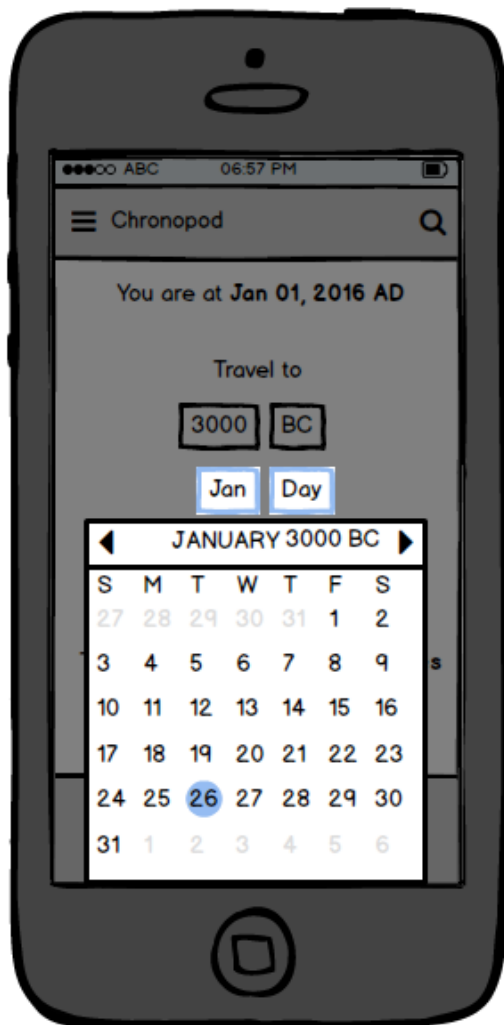 ABC 06:57 PM
Chronopod
You are at Jan 01, 2016 AD
Travel to
3000 BC
Jan Day
JANUARY 3000 BC
S M T W T F S
27 28 29 30 31 1 2
3 4 5 6 7 8 9
10 11 12 13 14 15 16
17 18 19 20 21 22 23
24 25 26 27 28 29 30
31 1 2 3 4 5 6